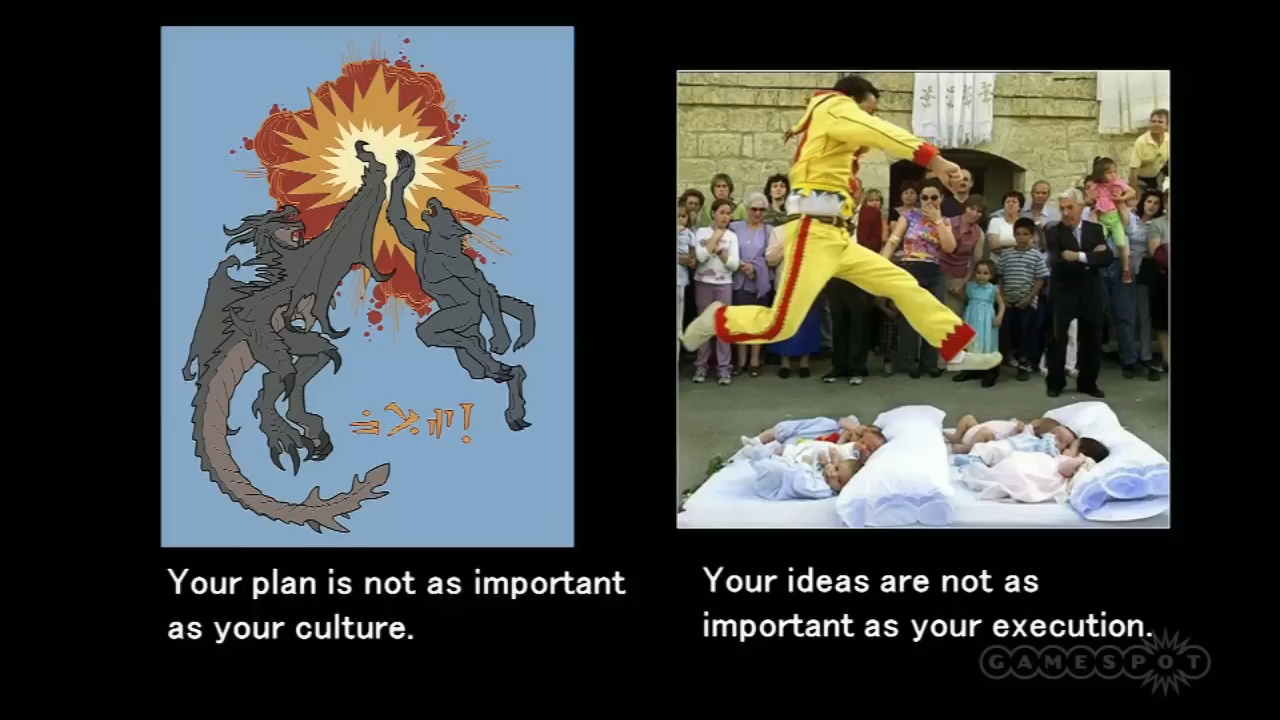 Your plan is not as important
as your culture.
Your ideas are not as
important as your execution.
GAMESPOT